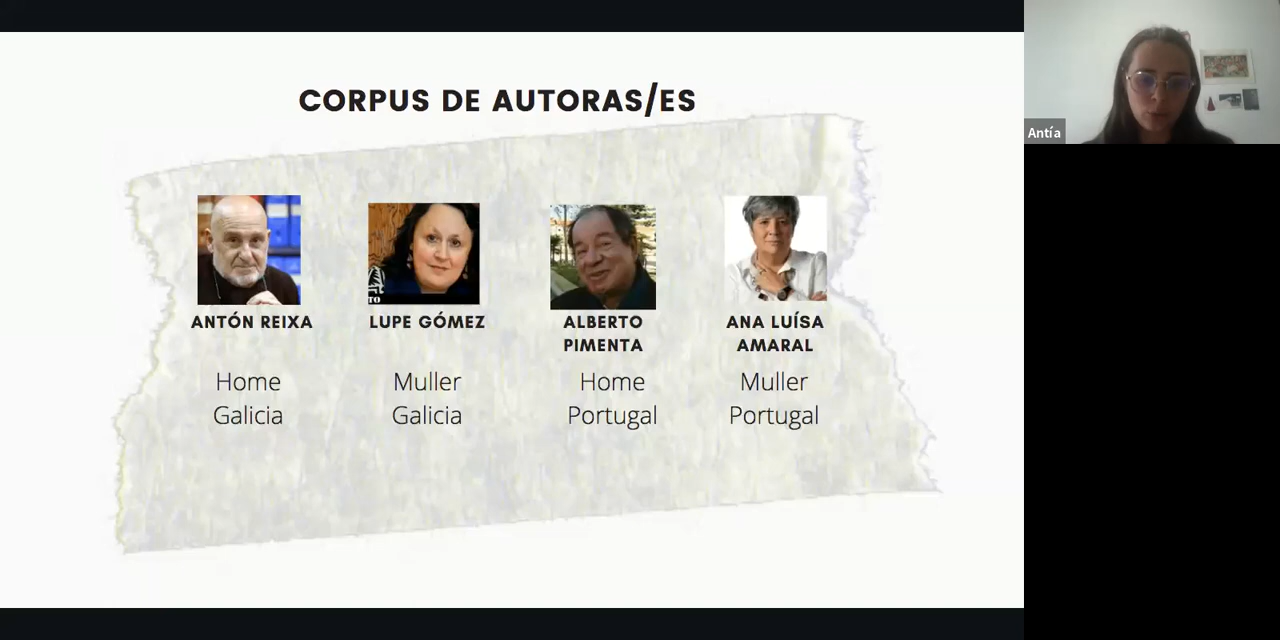 CORPUS DE AUTORAS/ES
ANTÓN REIXA
Home
Galicia
TO
LUPE GÓMEZ
Muller
Galicia
ALBERTO
PIMENTA
Home
Portugal
ANA LUÍSA
AMARAL
Muller
Portugal
Antía